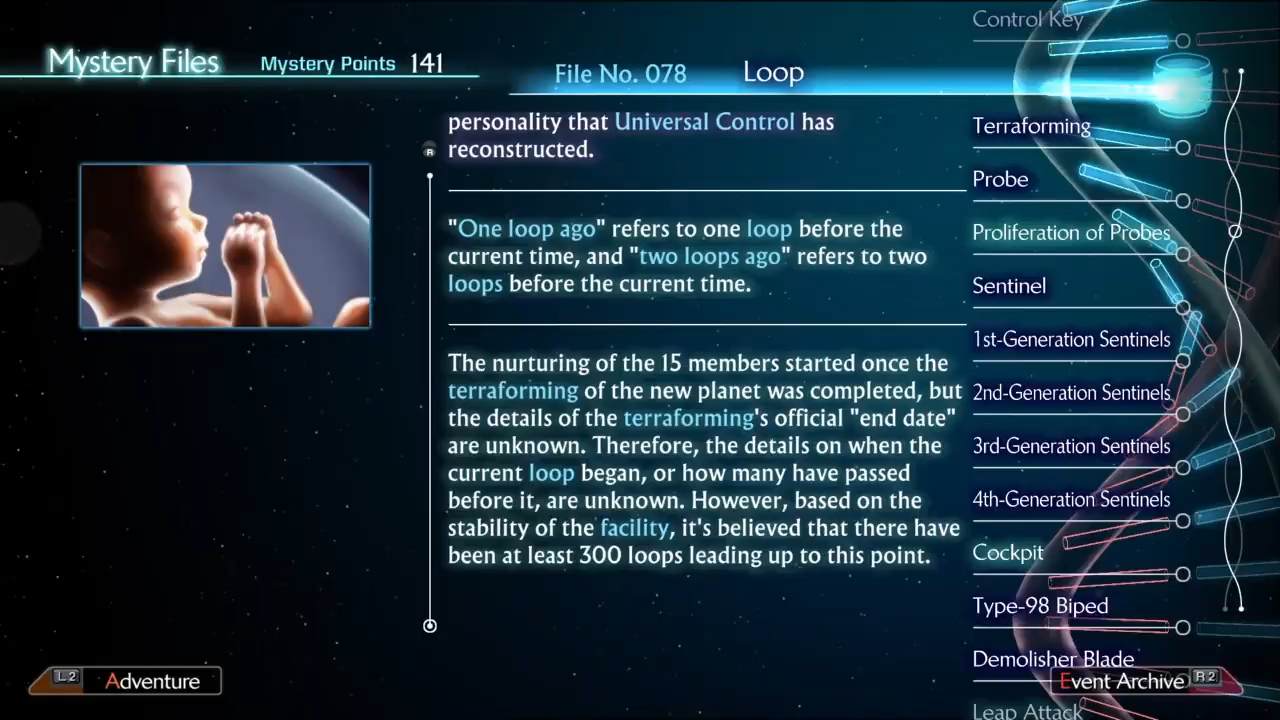 Mystery Files
Mystery Points 141
File No. 078 Loop
personality that Universal Control has
reconstructed.
"One loop ago" refers to one loop before the
current time, and "two loops ago" refers to two
loops before the current time.
The nurturing of the 15 members started once the
terraforming of the new planet was completed, but
the details of the terraforming's official "end date"
are unknown. Therefore, the details on when the
current loop began, or how many have passed
before it, are unknown. However, based on the
stability of the facility, it's believed that there have
been at least 300 loops leading up to this point.
Control Key
Terraforming
Probe
Proliferation of Probes
Sentinel
1st-Generation Sentinels
2nd-Generation Sentinels
3rd-Generation Sentinels
4th-Generation Sentinels
Cockpit
Type-98 Biped
Demolisher Blade
Leap Attack
R
L2 Adventure
Event Archive R2